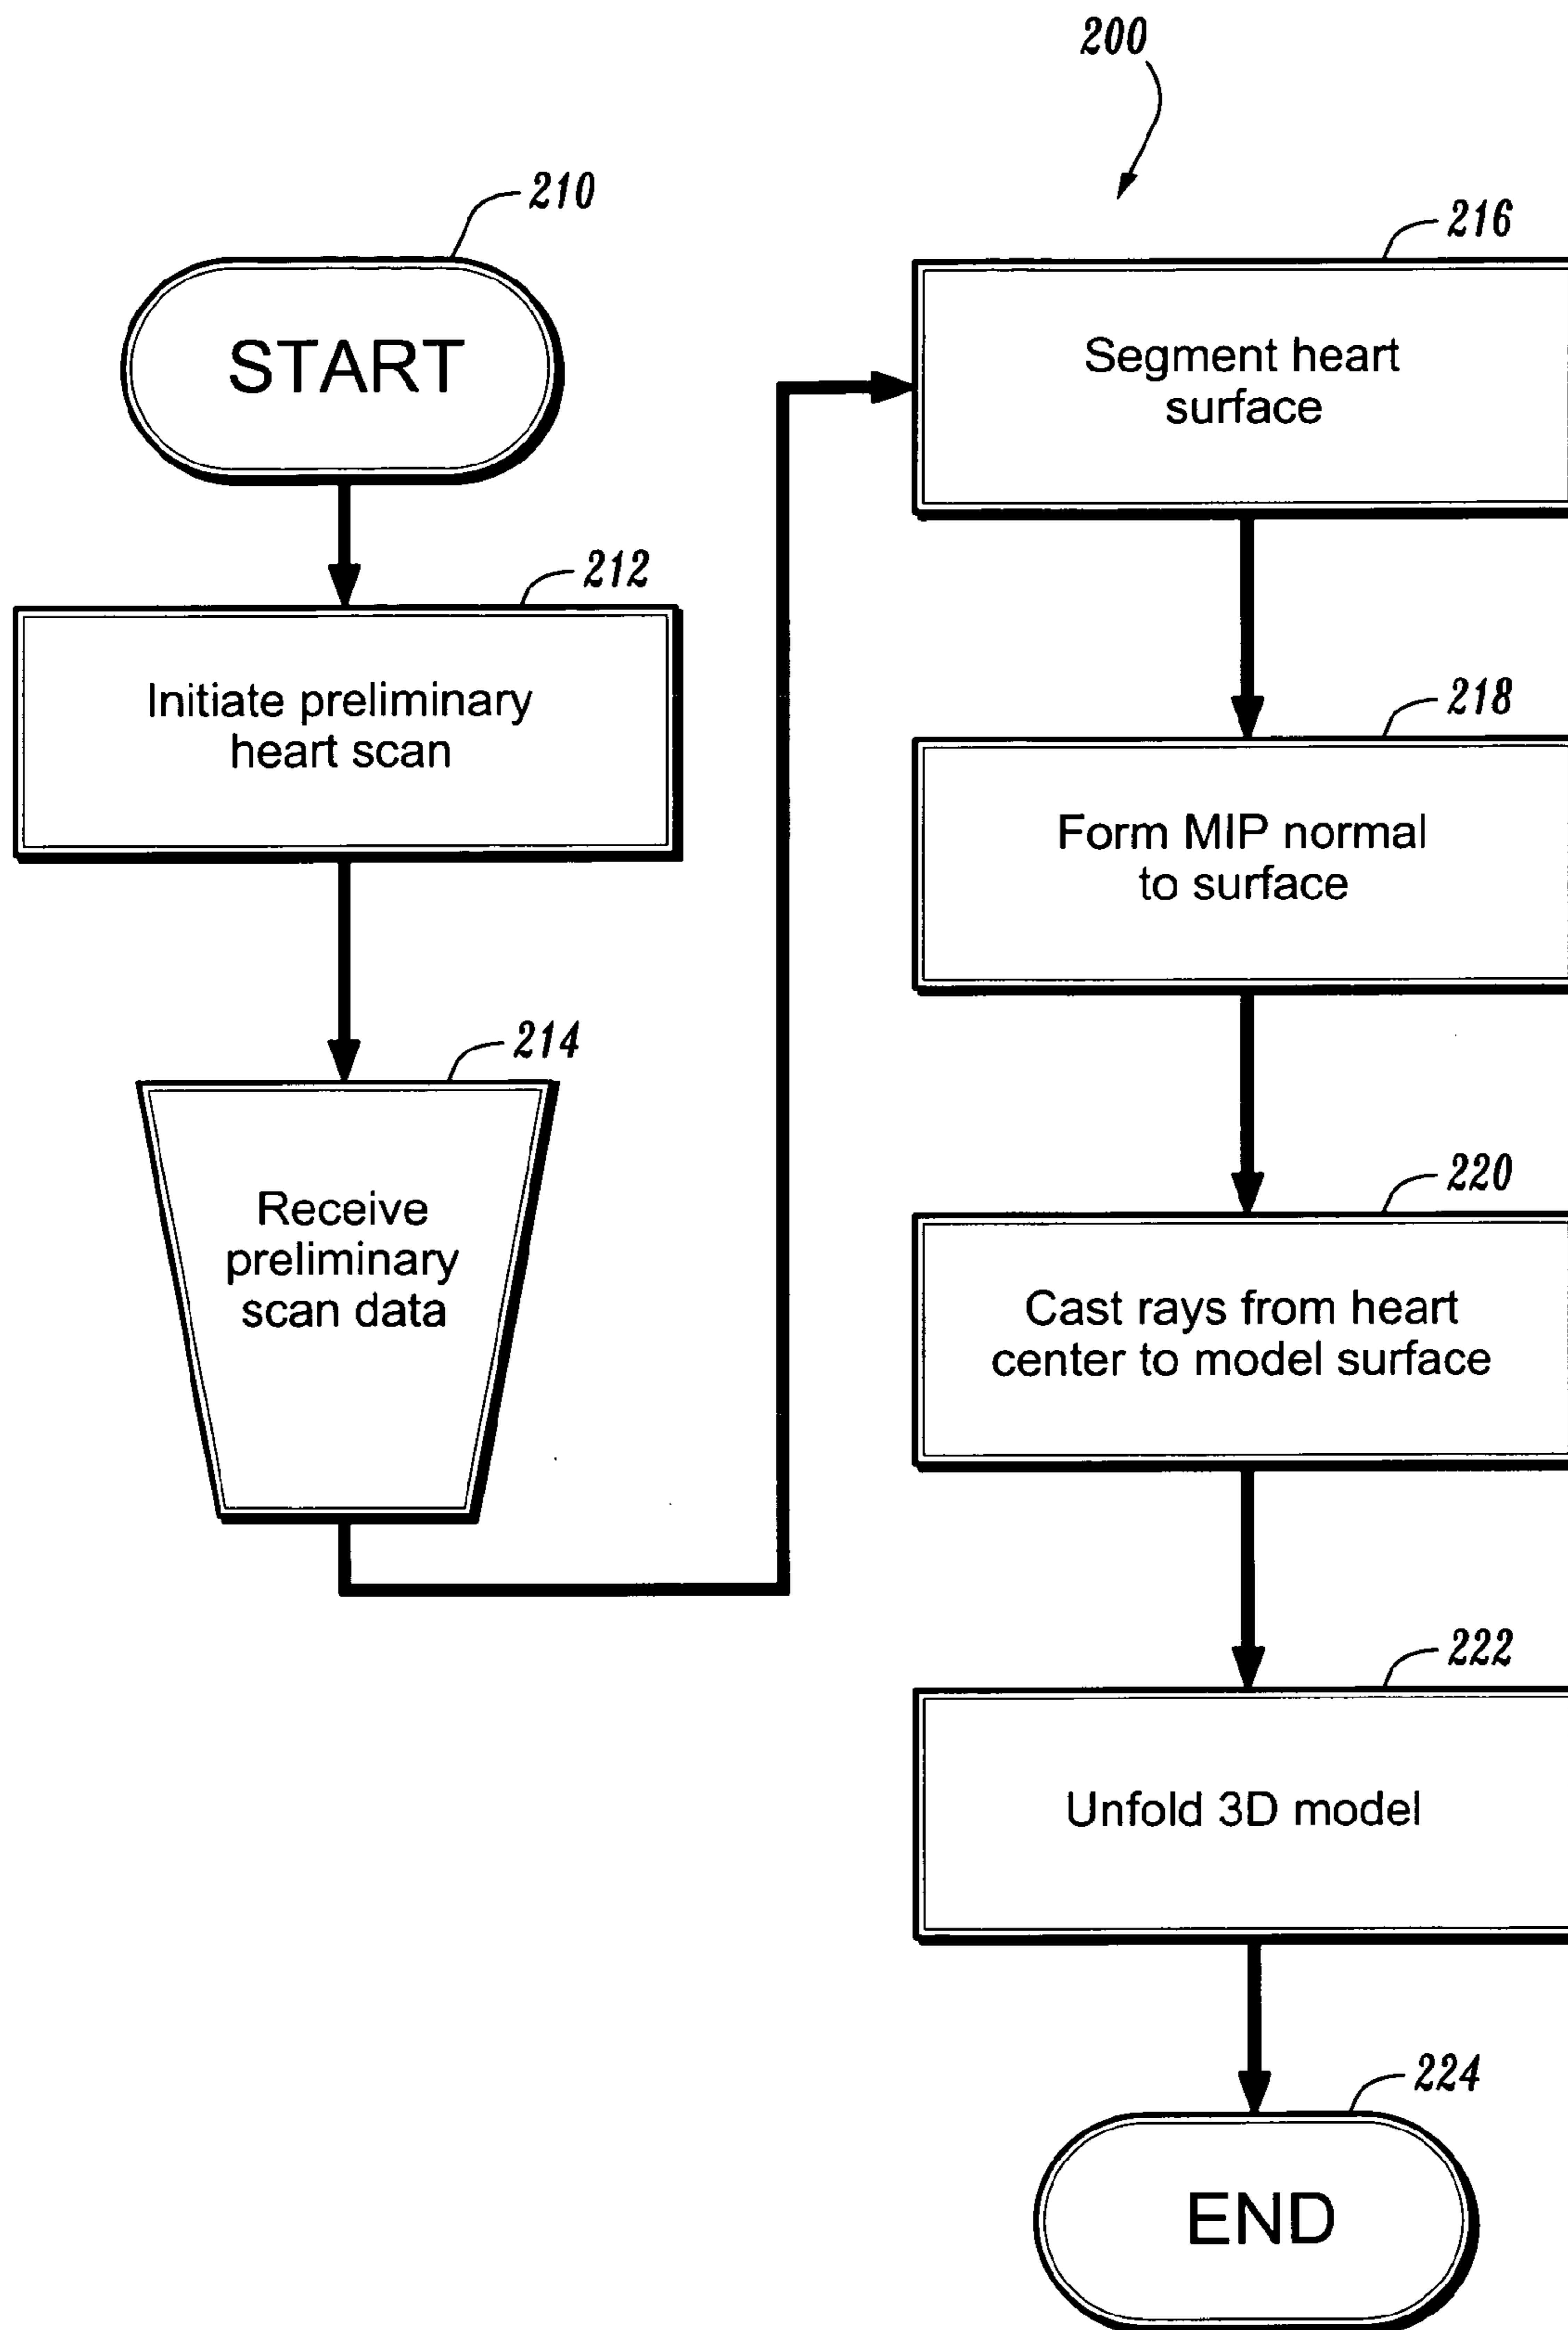 200
210
START
212
Initiate preliminary
heart scan
214
Receive
preliminary
scan data
216
Segment heart
surface
218
Form MIP normal
to surface
220
Cast rays from heart
center to model surface
222
Unfold 3D model
224
END